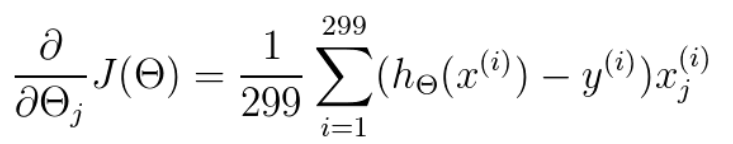 ∂/∂Θ_j J(Θ) = 1/299 ∑_{i=1}^{299} (h_Θ(x^{(i)}) − y^{(i)})x_j^{(i)}